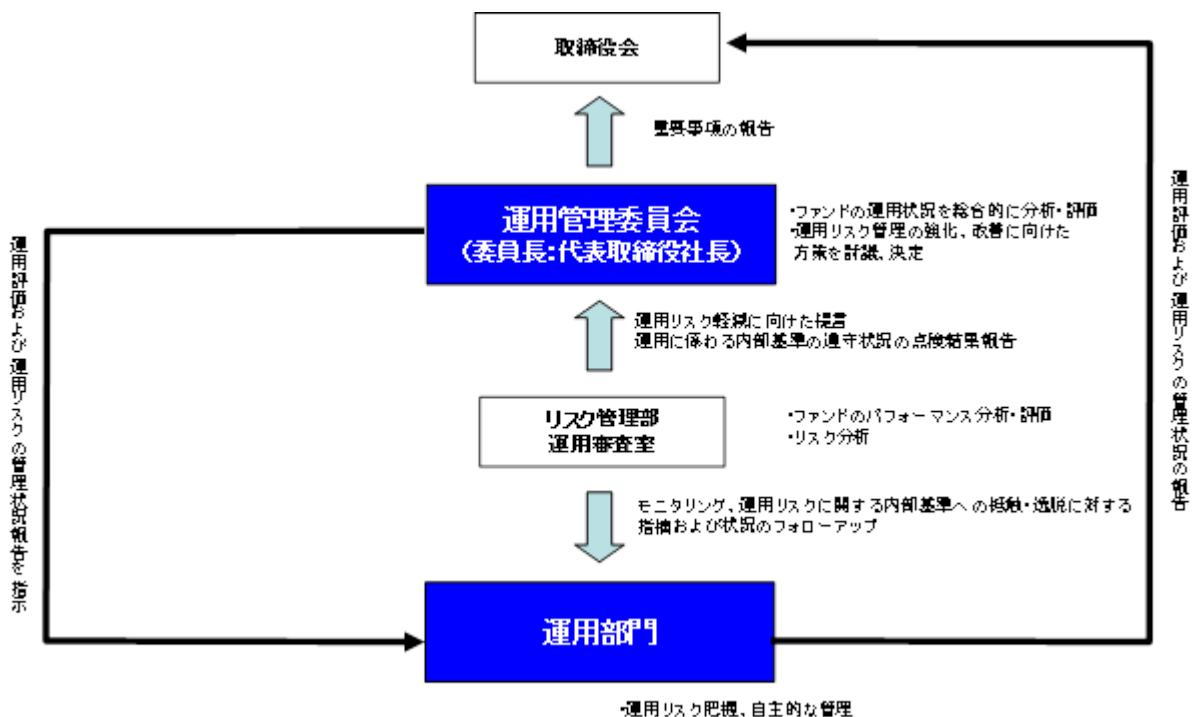 取締役会
重要事項の報告
運用管理委員会
(委員長:代表取締役社長)
・ファンドの運用状況を総合的に分析・評価
・運用リスク管理の強化、改善に向けた
方策を討議、決定
運用リスク軽減に向けた提言
運用に係わる内部基準の遵守状況の点検結果報告
リスク管理部
運用審査室
・ファンドのパフォーマンス分析・評価
・リスク分析
モニタリング、運用リスクに関する内部基準への抵触・逸脱に対する
指摘および状況のフォローアップ
運用部門
・運用リスク把握、自主的な管理
運用評価および運用リスクの管理状況報告を指示
運用評価および運用リスクの管理状況の報告